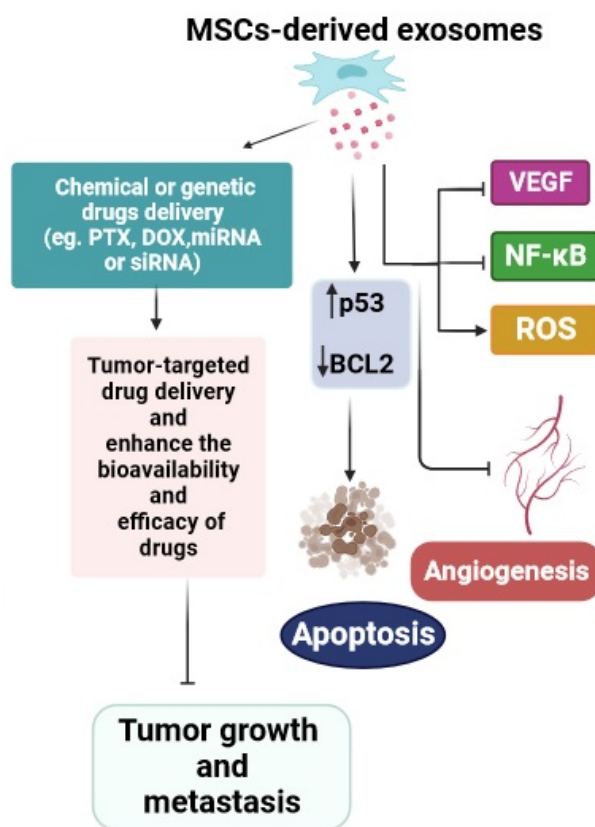 MSCs-derived exosomes
Chemical or genetic
drugs delivery
(eg. PTX, DOX,miRNA
or siRNA)
Tumor-targeted
drug delivery
and
enhance the
bioavailability
and
efficacy of
drugs
Tumor growth
and
metastasis
↑p53
↓BCL2
Apoptosis
VEGF
NF-κB
ROS
Angiogenesis